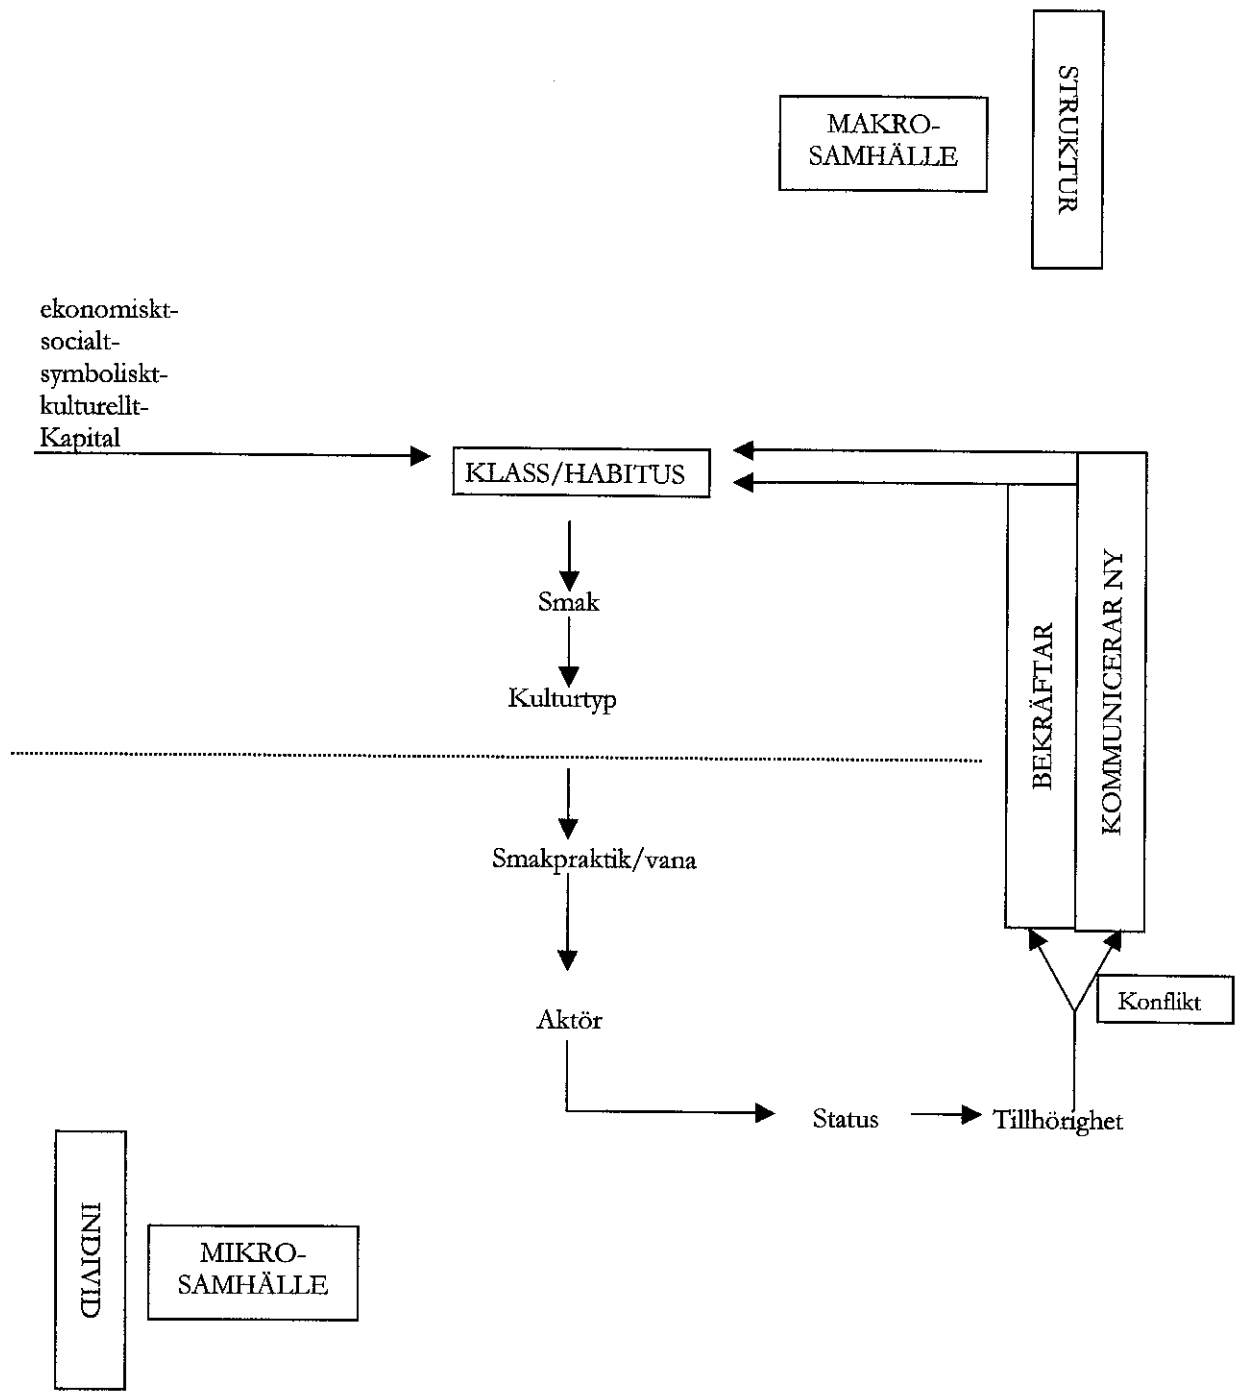 STRUKTUR
MAKRO-
SAMHÄLLE
ekonomiskt-
socialt-
symboliskt-
kulturellt-
Kapital
KLASS/HABITUS
Smak
Kulturtyp
BEKRÄFTAR
KOMMUNICERAR NY
Smakpraktik/vana
Konflikt
Aktör
Status
Tillhörighet
INDIVID
MIKRO-
SAMHÄLLE